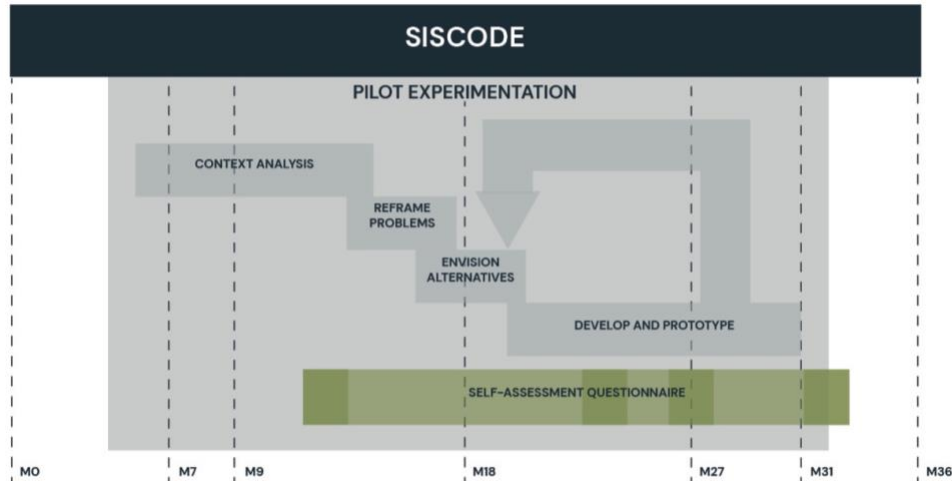 SISCODE
PILOT EXPERIMENTATION
CONTEXT ANALYSIS
REFRAME
PROBLEMS
ENVISION
ALTERNATIVES
DEVELOP AND PROTOTYPE
SELF-ASSESSMENT QUESTIONNAIRE
M0
M7
M9
M18
M27
M31
M36